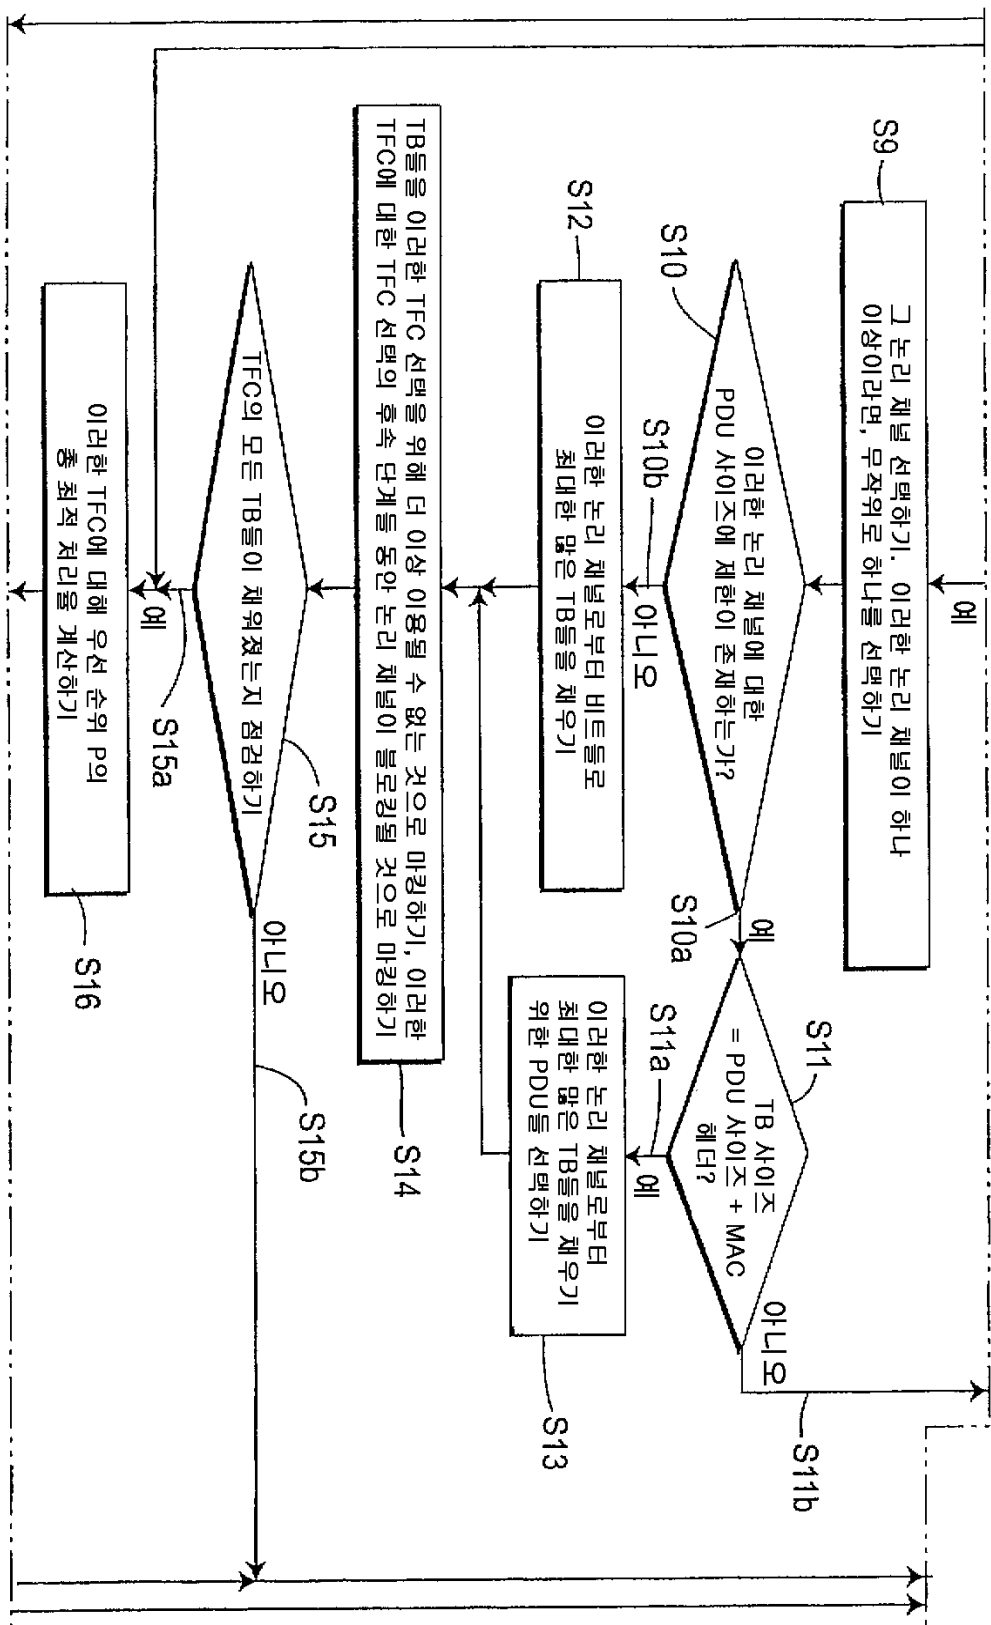 예
S9
그 논리 채널 선택하기. 이러한 논리 채널이 하나
이상이라면, 무작위로 하나를 선택하기
S10
이러한 논리 채널에 대한
PDU 사이즈에 제한이 존재하는가?
예
S10a
S10b
아니오
S11
TB 사이즈
= PDU 사이즈 + MAC
헤더?
아니오
S11b
S11a
예
S12
이러한 논리 채널로부터 비트들로
최대한 많은 TB들을 채우기
이러한 논리 채널로부터
최대한 많은 TB들을 채우기
위한 PDU들 선택하기
S13
TB들을 이러한 TFC 선택을 위해 더 이상 이용될 수 없는 것으로 마킹하기, 이러한
TFC에 대한 TFC 선택의 후속 단계들 동안 논리 채널이 블로킹될 것으로 마킹하기
S14
TFC의 모든 TB들이 채워졌는지 점검하기
S15
아니오
S15b
예
S15a
이러한 TFC에 대해 우선 순위 P의
총 최적 처리율 계산하기
S16